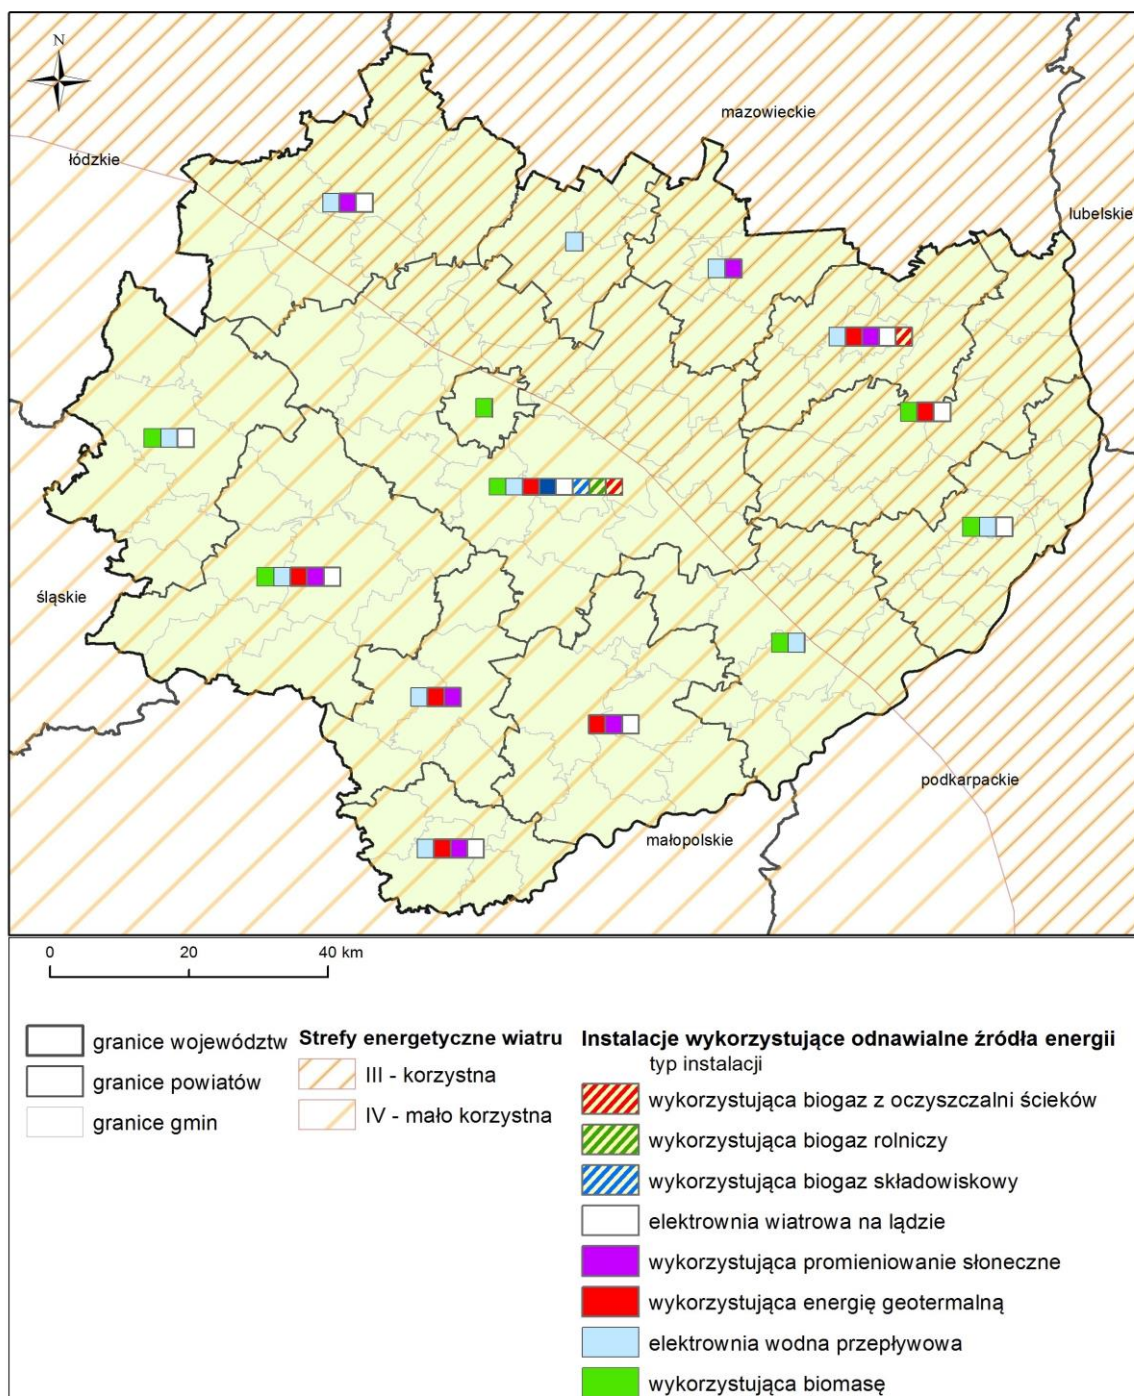 N
mazowieckie
łódzkie
lubelskie
śląskie
podkarpackie
małopolskie
0 20 40 km
granice województw
granice powiatów
granice gmin
Strefy energetyczne wiatru
III - korzystna
IV - mało korzystna
Instalacje wykorzystujące odnawialne źródła energii
typ instalacji
wykorzystująca biogaz z oczyszczalni ścieków
wykorzystująca biogaz rolniczy
wykorzystująca biogaz składowiskowy
elektrownia wiatrowa na lądzie
wykorzystująca promieniowanie słoneczne
wykorzystująca energię geotermalną
elektrownia wodna przepływowa
wykorzystująca biomasę